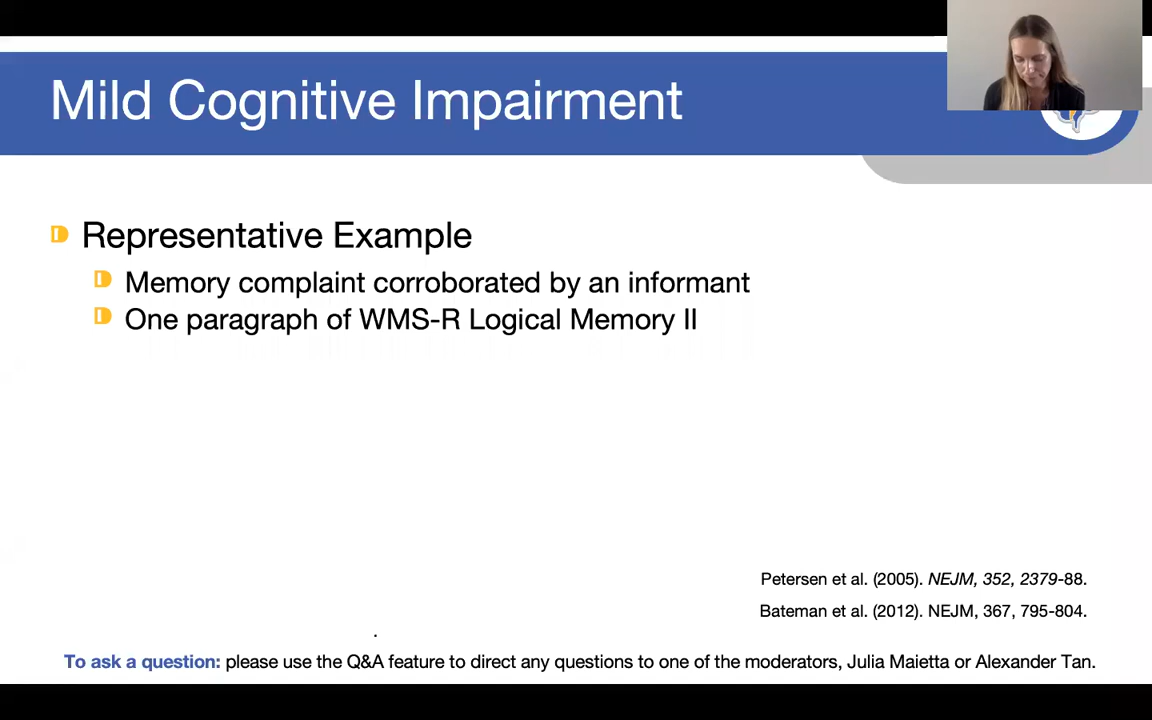 Mild Cognitive Impairment
Representative Example
Memory complaint corroborated by an informant
One paragraph of WMS-R Logical Memory II
Petersen et al. (2005). NEJM, 352, 2379-88.
Bateman et al. (2012). NEJM, 367, 795-804.
To ask a question: please use the Q&A feature to direct any questions to one of the moderators, Julia Maietta or Alexander Tan.